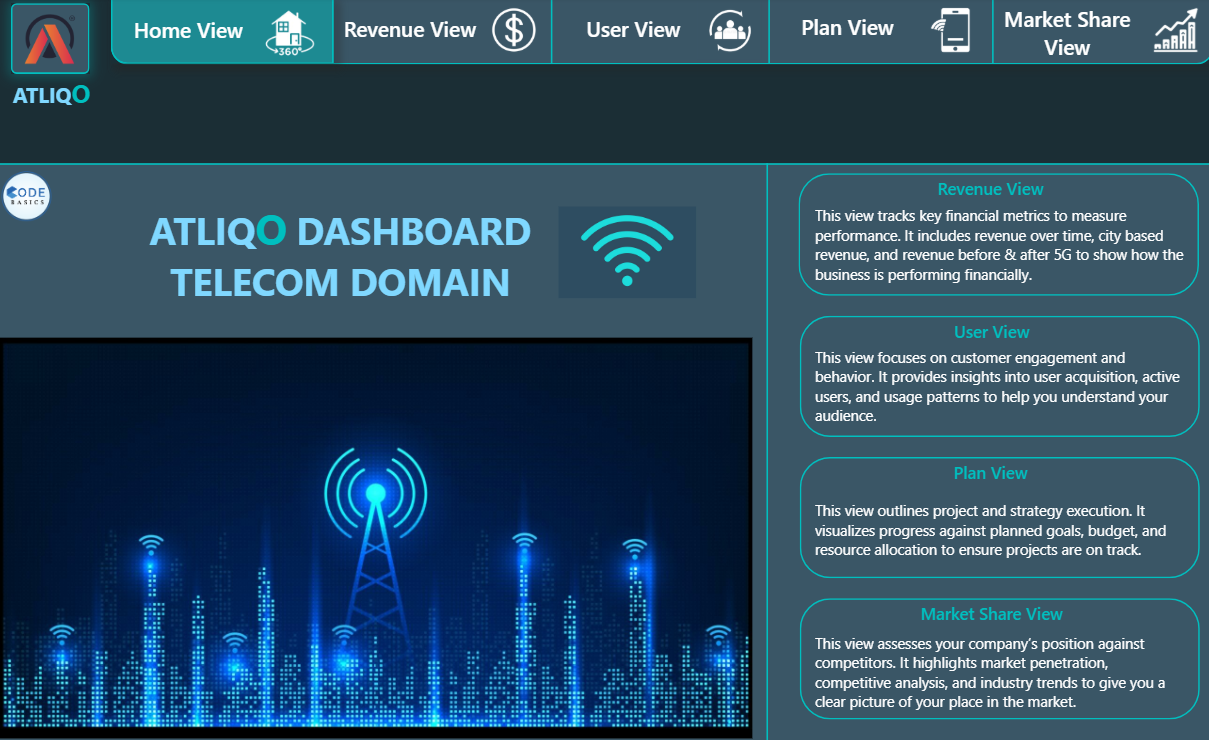 Home View
360°
Revenue View
$
User View
Plan View
Market Share
View
ATLIQO
CODE
BASICS
ATLIQO DASHBOARD
TELECOM DOMAIN
Revenue View
This view tracks key financial metrics to measure
performance. It includes revenue over time, city based
revenue, and revenue before & after 5G to show how the
business is performing financially.
User View
This view focuses on customer engagement and
behavior. It provides insights into user acquisition, active
users, and usage patterns to help you understand your
audience.
Plan View
This view outlines project and strategy execution. It
visualizes progress against planned goals, budget, and
resource allocation to ensure projects are on track.
Market Share View
This view assesses your company's position against
competitors. It highlights market penetration,
competitive analysis, and industry trends to give you a
clear picture of your place in the market.